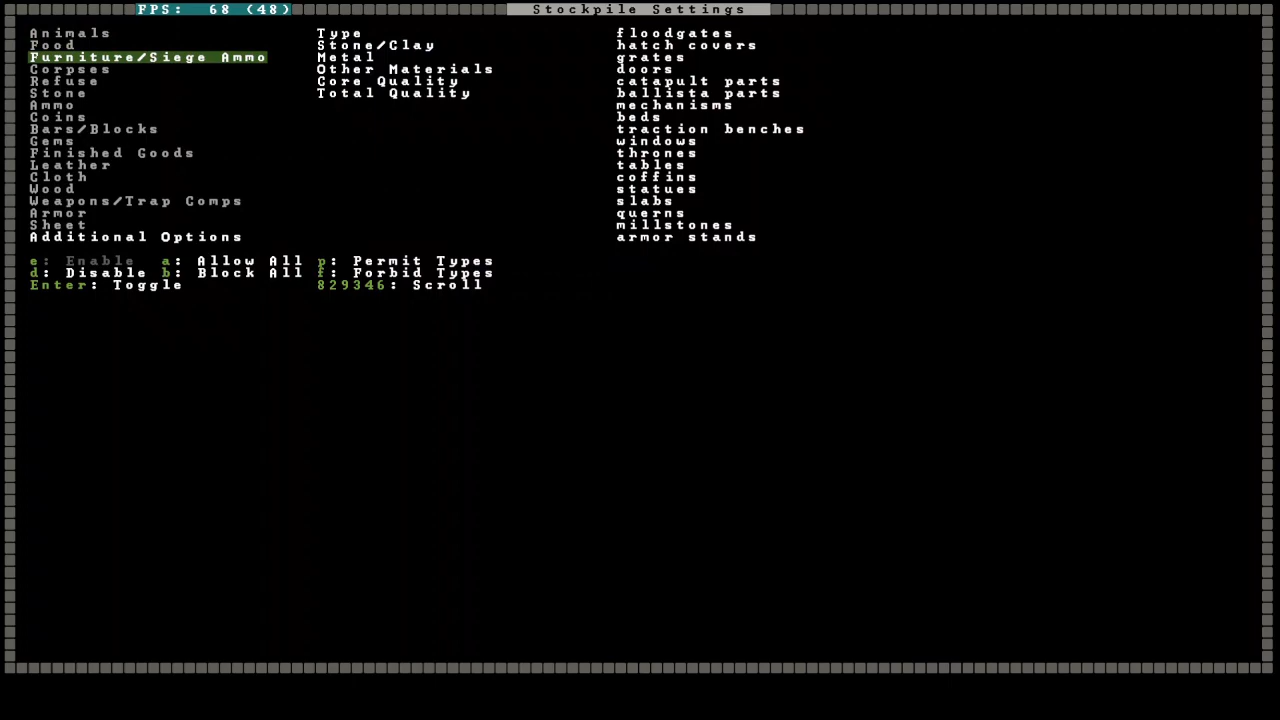 FPS: 68 (48)
Stockpile Settings
Animals Type floodgates
Food Stone/Clay hatch covers
Furniture/Siege Ammo Metal grates
Corpses Other Materials doors
Refuse Core Quality catapult parts
Stone Total Quality ballista parts
Ammo mechanisms
Coins beds
Bars/Blocks traction benches
Gems windows
Finished Goods thrones
Leather tables
Cloth coffins
Wood statues
Weapons/Trap Comps slabs
Armor querns
Sheet millstones
Additional Options armor stands
e: Enable a: Allow All p: Permit Types
d: Disable b: Block All f: Forbid Types
Enter: Toggle 829346: Scroll